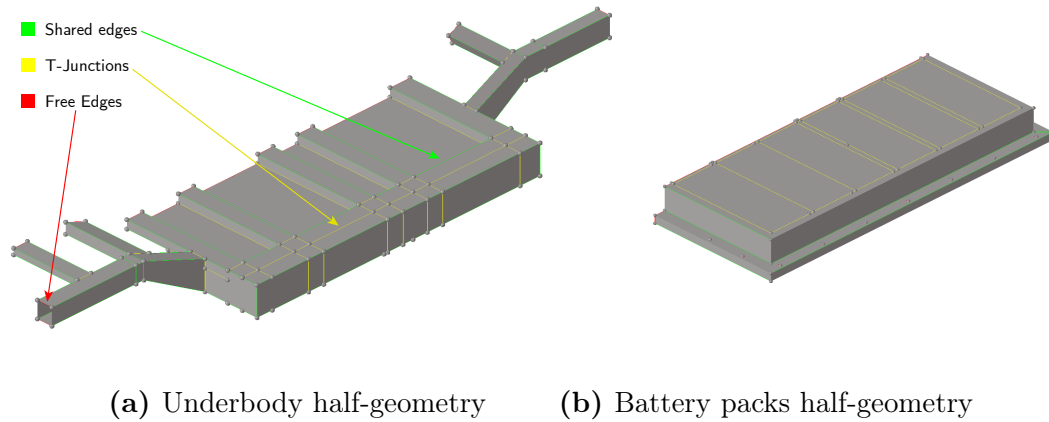 Shared edges
T-Junctions
Free Edges
(a) Underbody half-geometry
(b) Battery packs half-geometry